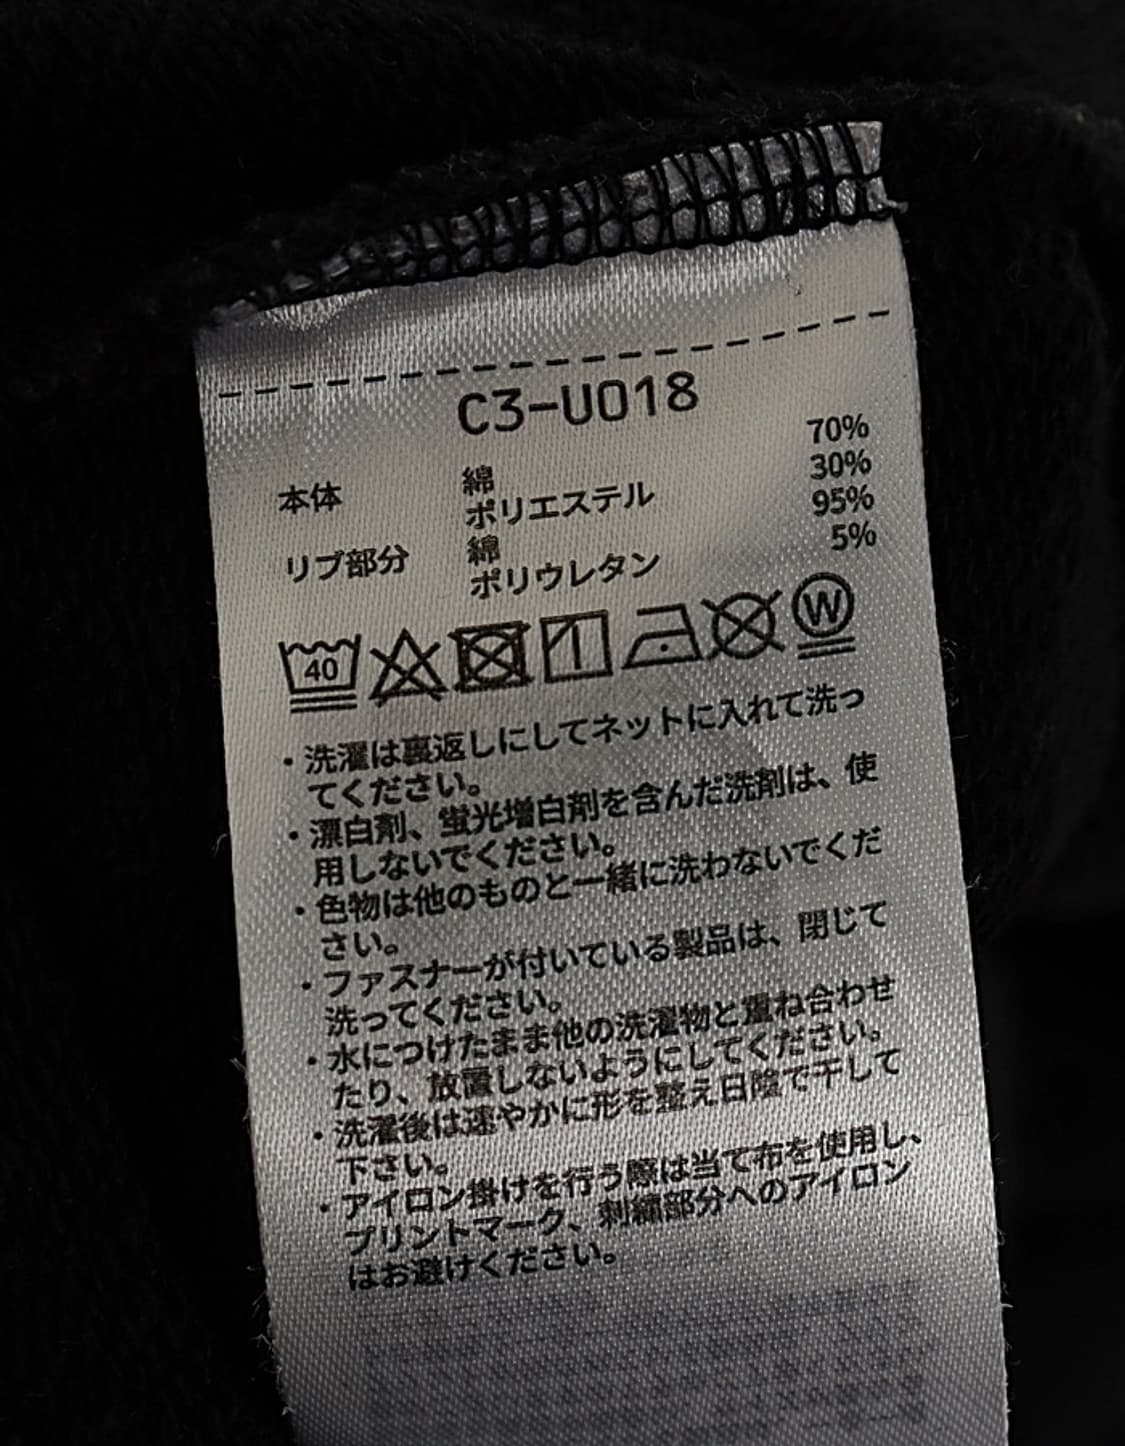 C3-U018
本体 綿 70%
ポリエステル 30%
リブ部分 綿 95%
ポリウレタン 5%
40 W
・洗濯は裏返しにしてネットに入れて洗っ
てください。
・漂白剤、蛍光増白剤を含んだ洗剤は、使
用しないでください。
・色物は他のものと一緒に洗わないでくだ
さい。
・ファスナーが付いている製品は、閉じて
洗ってください。
・水につけたまま他の洗濯物と重ね合わせ
たり、放置しないようにしてください。
・洗濯後は速やかに形を整え日陰で干して
下さい。
・アイロン掛けを行う際は当て布を使用し、
プリントマーク、刺繍部分へのアイロン
はお避けください。